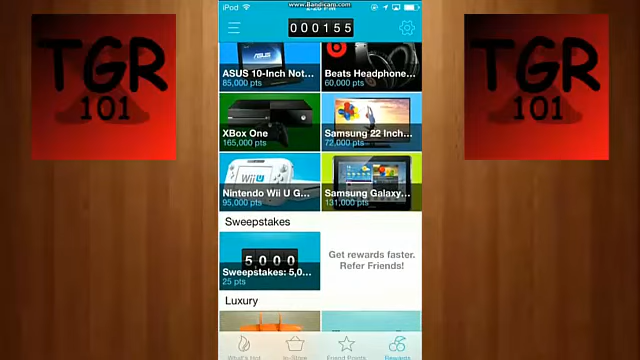 www.Bandicam.com
iPod
000155
TGR
101
TGR
101
ASUS 10-Inch Not...
85,000 pts
Beats Headphone...
60,000 pts
XBox One
165,000 pts
Samsung 22 Inch...
72,000 pts
Wii U
Nintendo Wii U G...
95,000 pts
Samsung Galaxy...
131,000 pts
Sweepstakes
5,000
Sweepstakes: 5,0...
25 pts
Get rewards faster.
Refer Friends!
Luxury
What's Hot
In-Store
Friend Points
Rewards